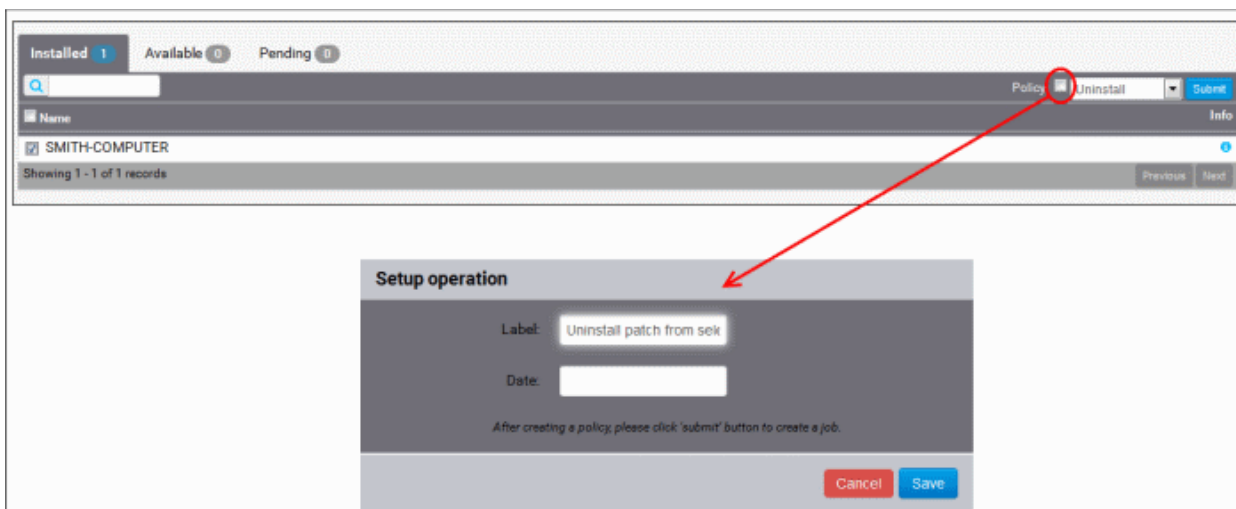 Installed 1 Available 0 Pending 0
Policy Uninstall Submit
Name Info
SMITH-COMPUTER
Showing 1 - 1 of 1 records Previous Next
Setup operation
Label: Uninstall patch from sele
Date:
After creating a policy, please click 'submit' button to create a job.
Cancel Save